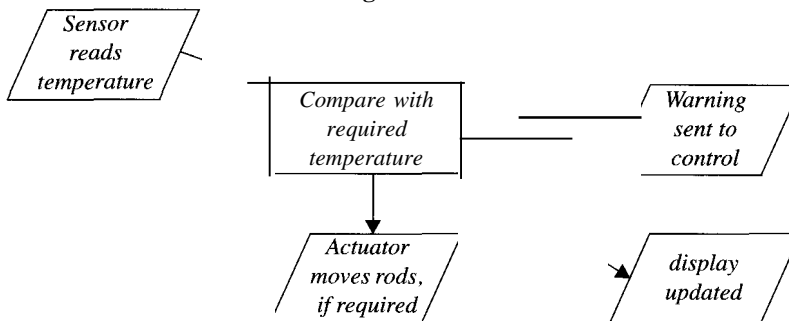 Sensor
reads
temperature
Compare with
required
temperature
Warning
sent to
control
Actuator
moves rods,
if required
display
updated